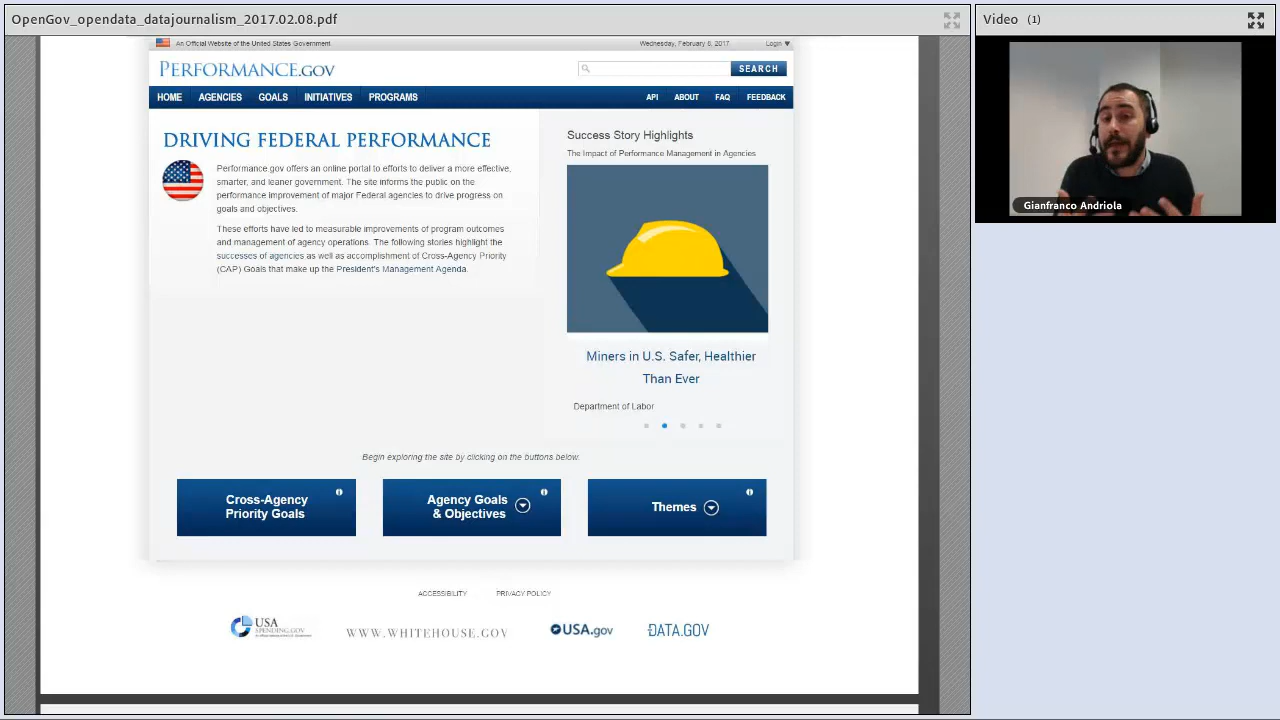 OpenGov_opendata_datajournalism_2017.02.08.pdf
Video (1)
An Official Website of the United States Government
Wednesday, February 8, 2017
Login
PERFORMANCE.GOV
SEARCH
HOME AGENCIES GOALS INITIATIVES PROGRAMS
API ABOUT FAQ FEEDBACK
DRIVING FEDERAL PERFORMANCE
Performance.gov offers an online portal to efforts to deliver a more effective,
smarter, and leaner government. The site informs the public on the
performance improvement of major Federal agencies to drive progress on
goals and objectives.
These efforts have led to measurable improvements of program outcomes
and management of agency operations. The following stories highlight the
successes of agencies as well as accomplishment of Cross-Agency Priority
(CAP) Goals that make up the President's Management Agenda.
Success Story Highlights
The Impact of Performance Management in Agencies
Miners in U.S. Safer, Healthier
Than Ever
Department of Labor
Begin exploring the site by clicking on the buttons below.
Cross-Agency
Priority Goals
Agency Goals
& Objectives
Themes
ACCESSIBILITY PRIVACY POLICY
USA
SPENDING.GOV
WWW.WHITEHOUSE.GOV
USA.gov
DATA.GOV
Gianfranco Andriola